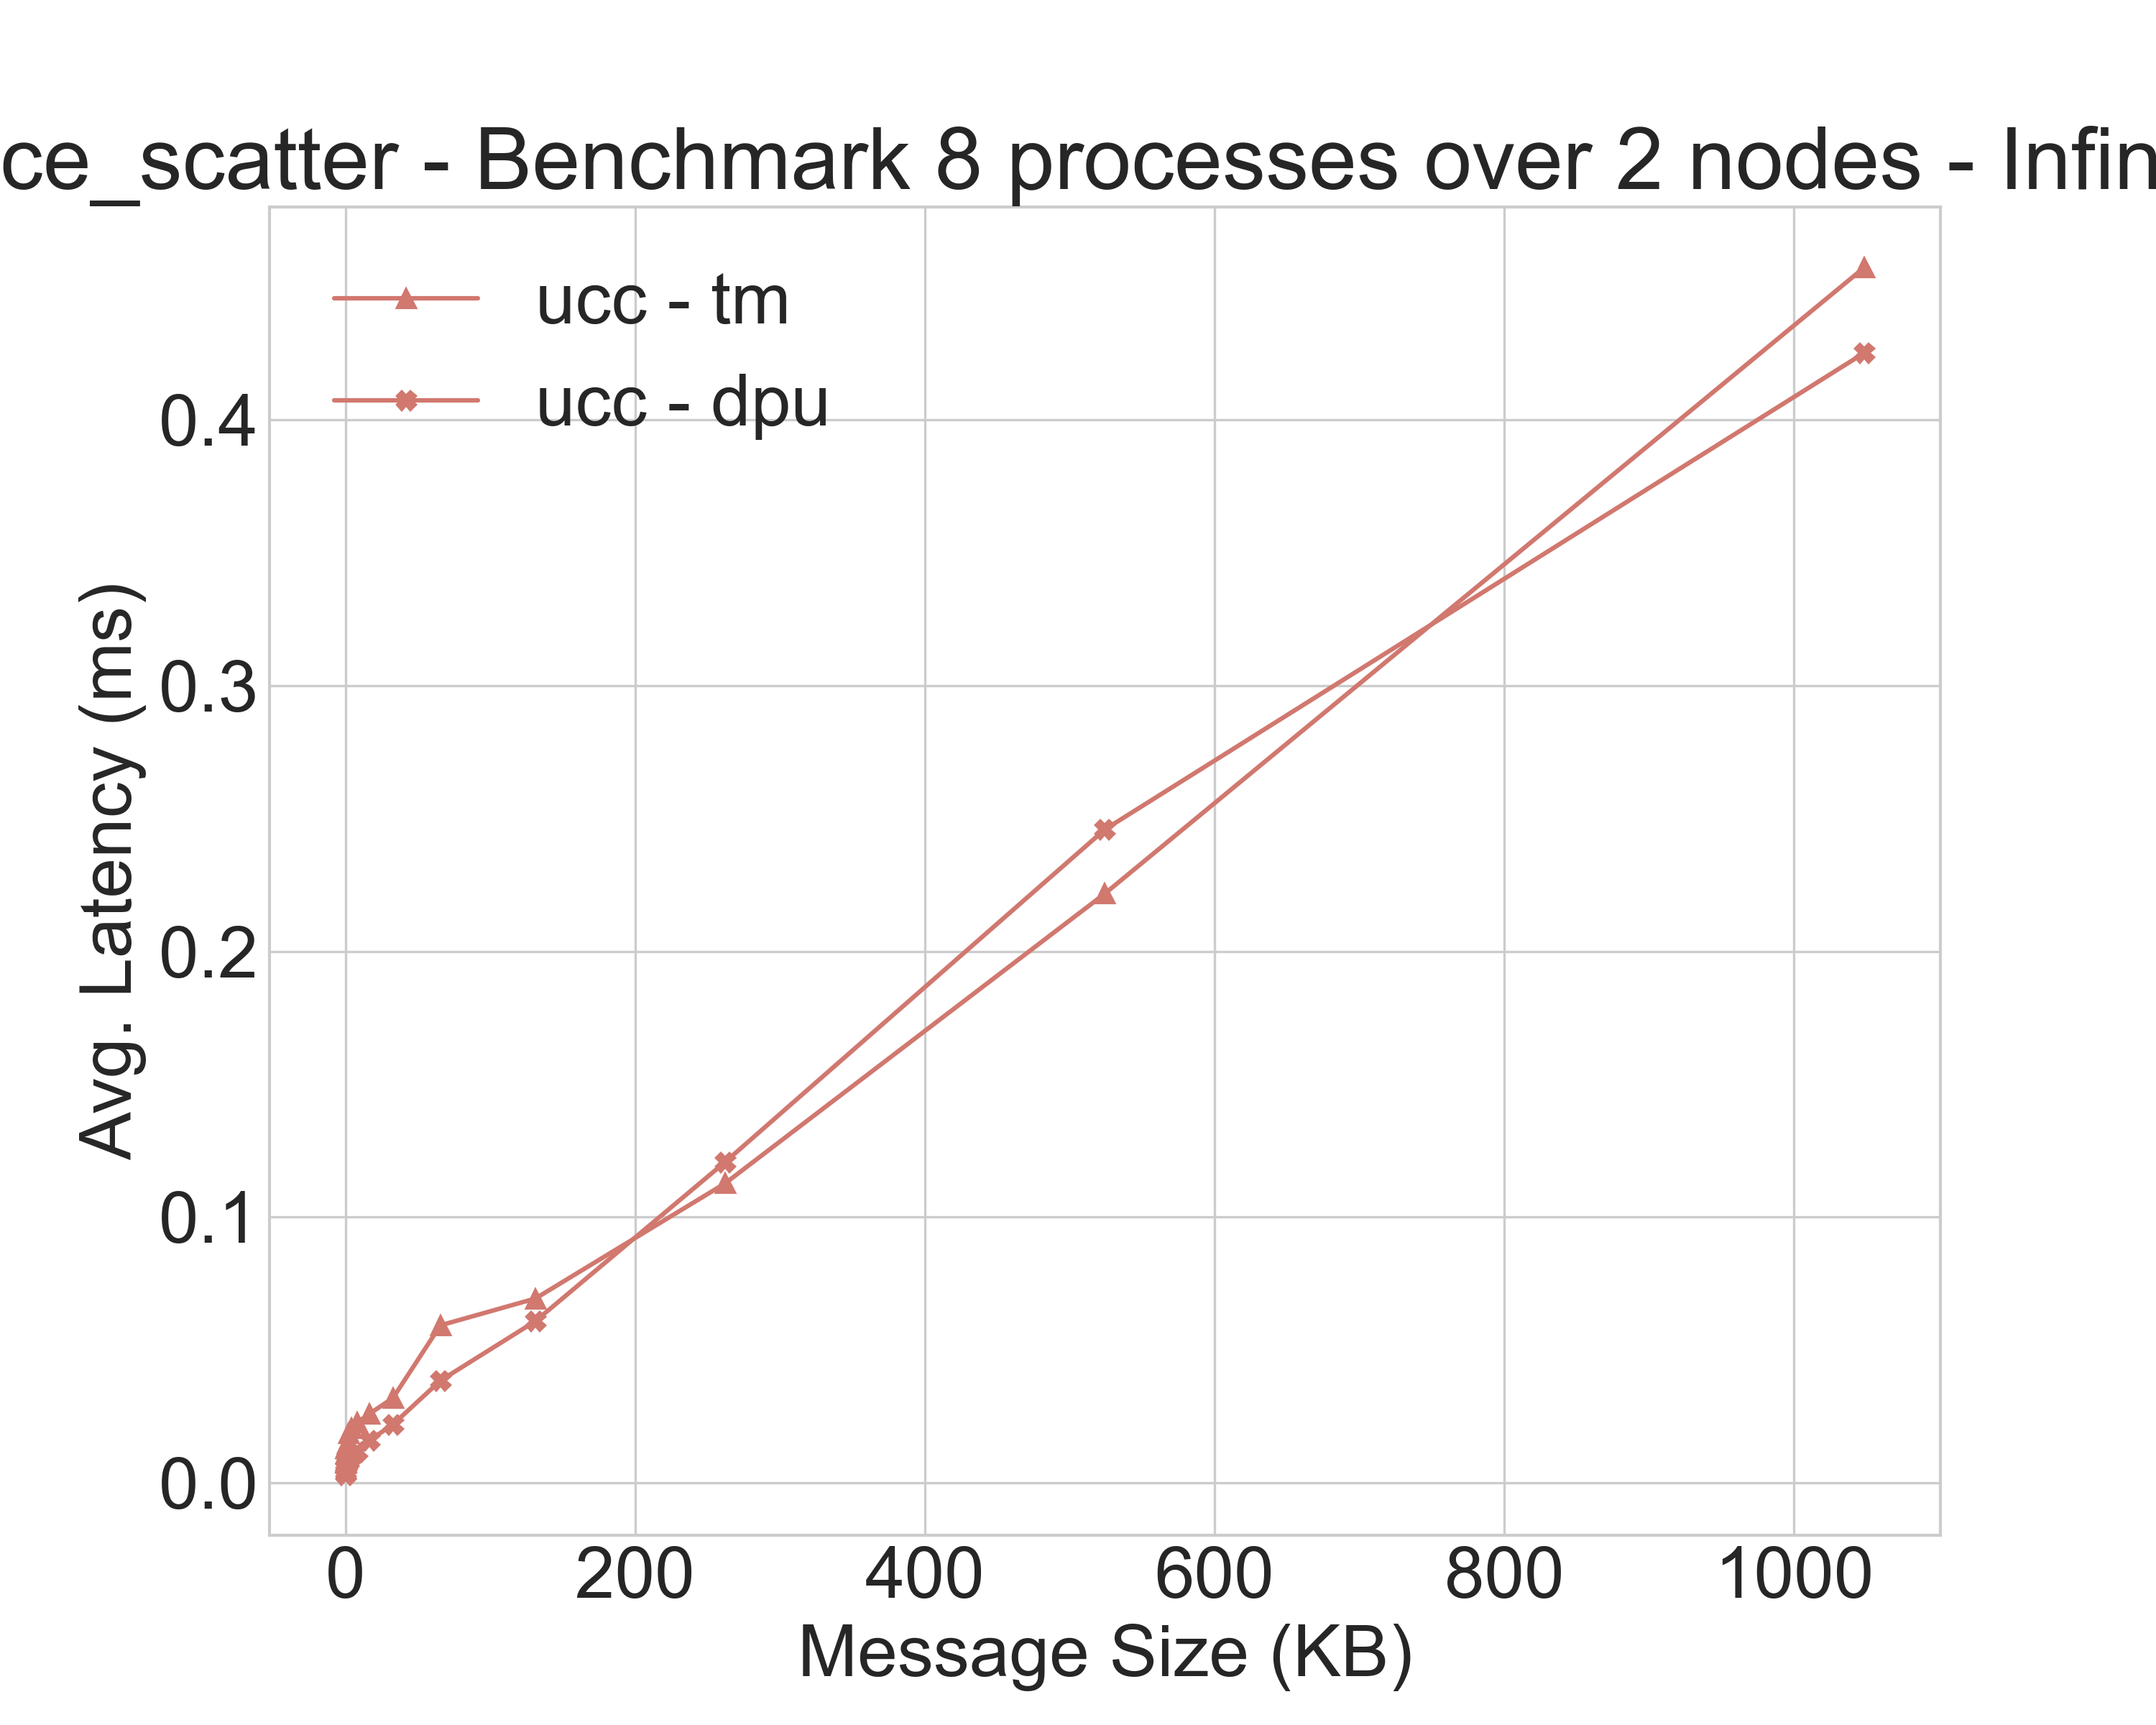 ce_scatter - Benchmark 8 processes over 2 nodes - Infin
ucc - tm
ucc - dpu
Avg. Latency (ms)
0.4
0.3
0.2
0.1
0.0
0 200 400 600 800 1000
Message Size (KB)